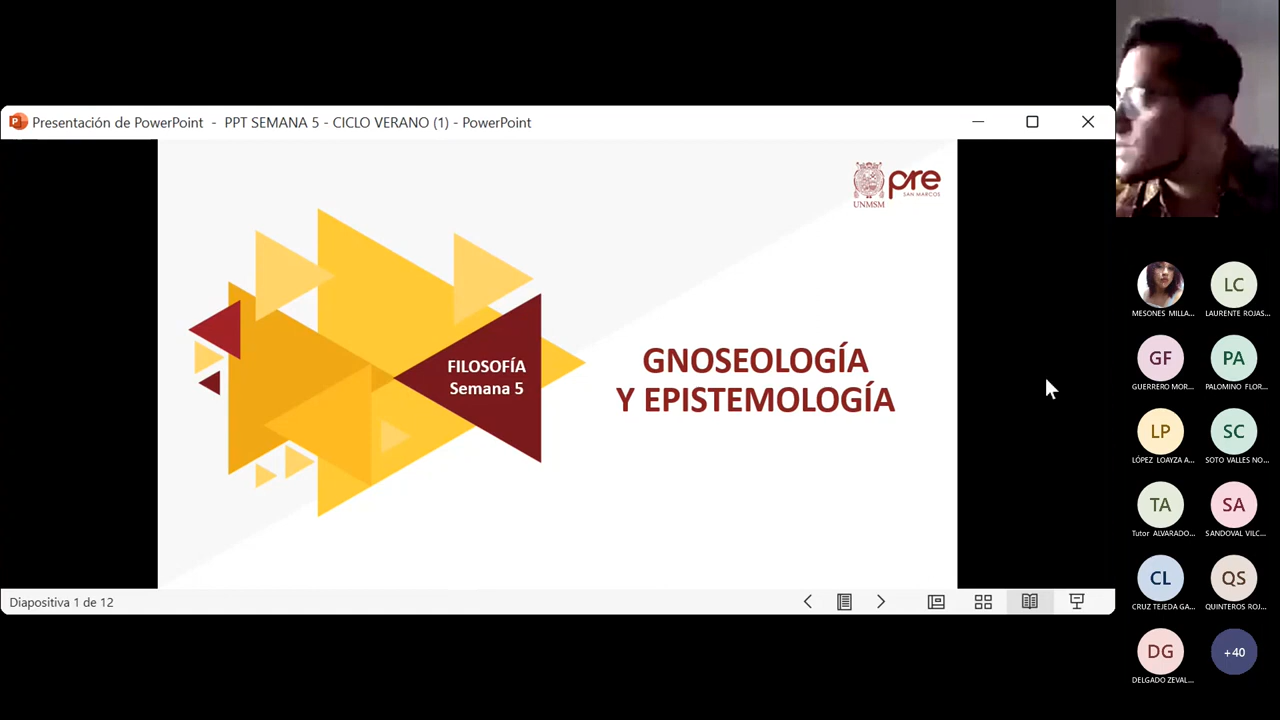 Presentación de PowerPoint - PPT SEMANA 5 - CICLO VERANO (1) - PowerPoint
UNMSM
pre
SAN MARCOS
FILOSOFÍA
Semana 5
GNOSEOLOGÍA
Y EPISTEMOLOGÍA
Diapositiva 1 de 12
MESONES MILLA...
LC
LAURENTE ROJAS...
GF
GUERRERO MOR...
PA
PALOMINO FLOR...
LP
LÓPEZ LOAYZA A...
SC
SOTO VALLES NO...
TA
Tutor ALVARADO...
SA
SANDOVAL VILC...
CL
CRUZ TEJEDA GA...
QS
QUINTEROS ROJ...
DG
DELGADO ZEVAL...
+40